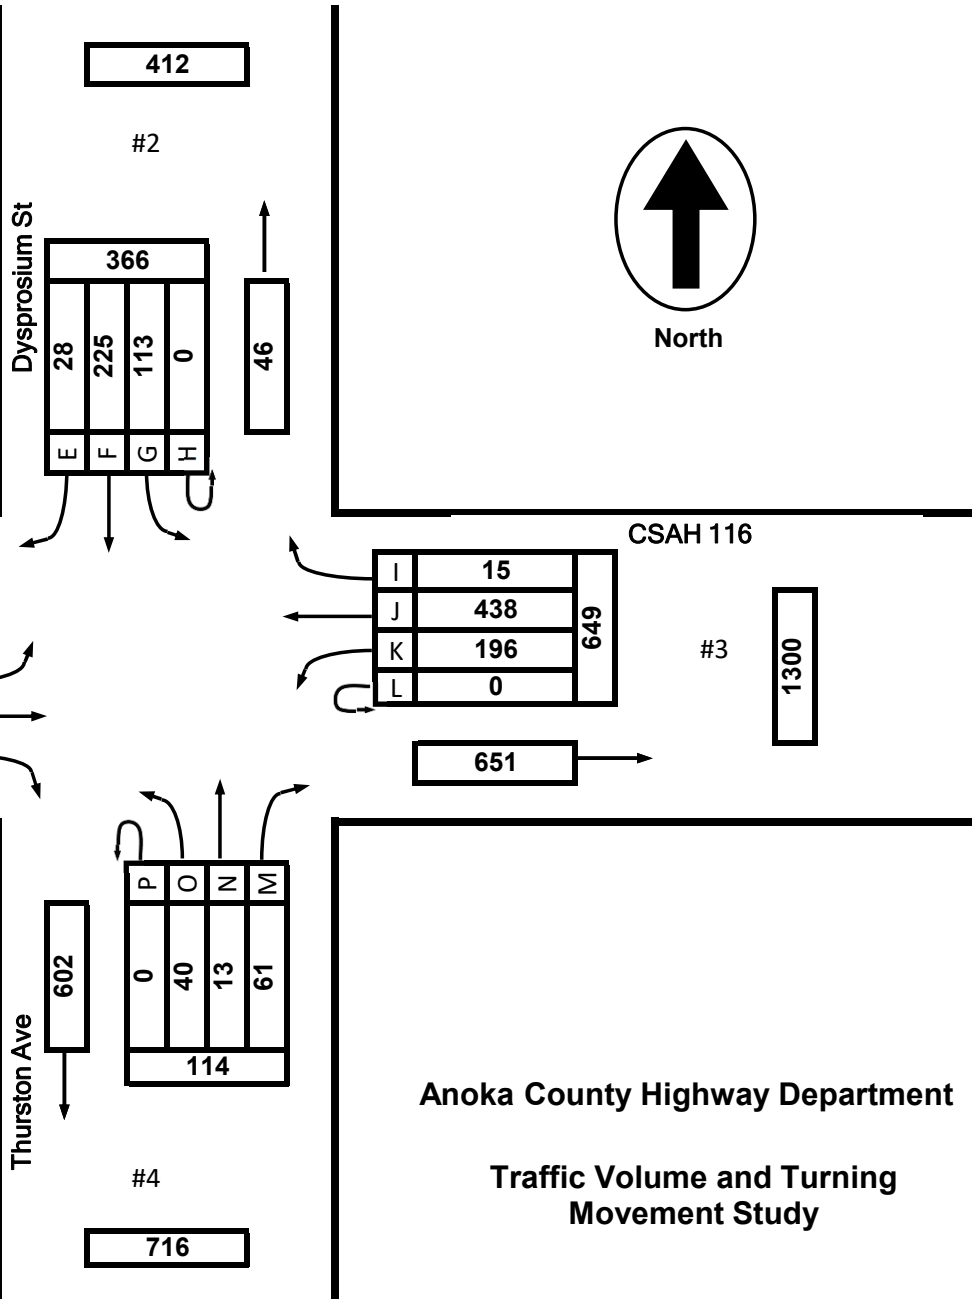 412
#2
Dysprosium St
366
28
225
113
0
46
E
F
G
H
North
CSAH 116
I
15
J
438
K
196
L
0
649
#3
1300
651
P
O
N
M
0
40
13
61
114
602
Thurston Ave
#4
716
Anoka County Highway Department
Traffic Volume and Turning
Movement Study